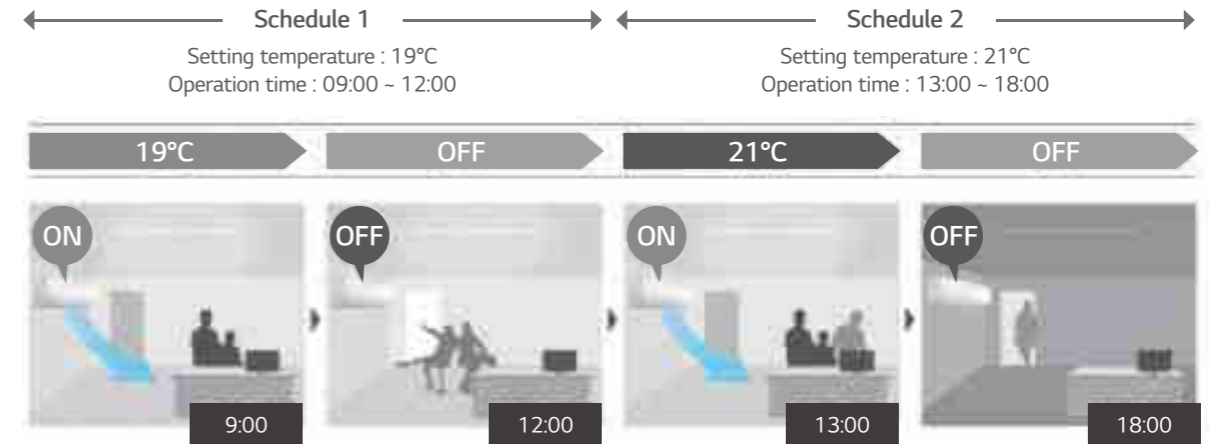 Schedule 1
Schedule 2
Setting temperature : 19°C
Operation time : 09:00 ~ 12:00
Setting temperature : 21°C
Operation time : 13:00 ~ 18:00
19°C
OFF
21°C
OFF
ON
OFF
ON
OFF
9:00
12:00
13:00
18:00